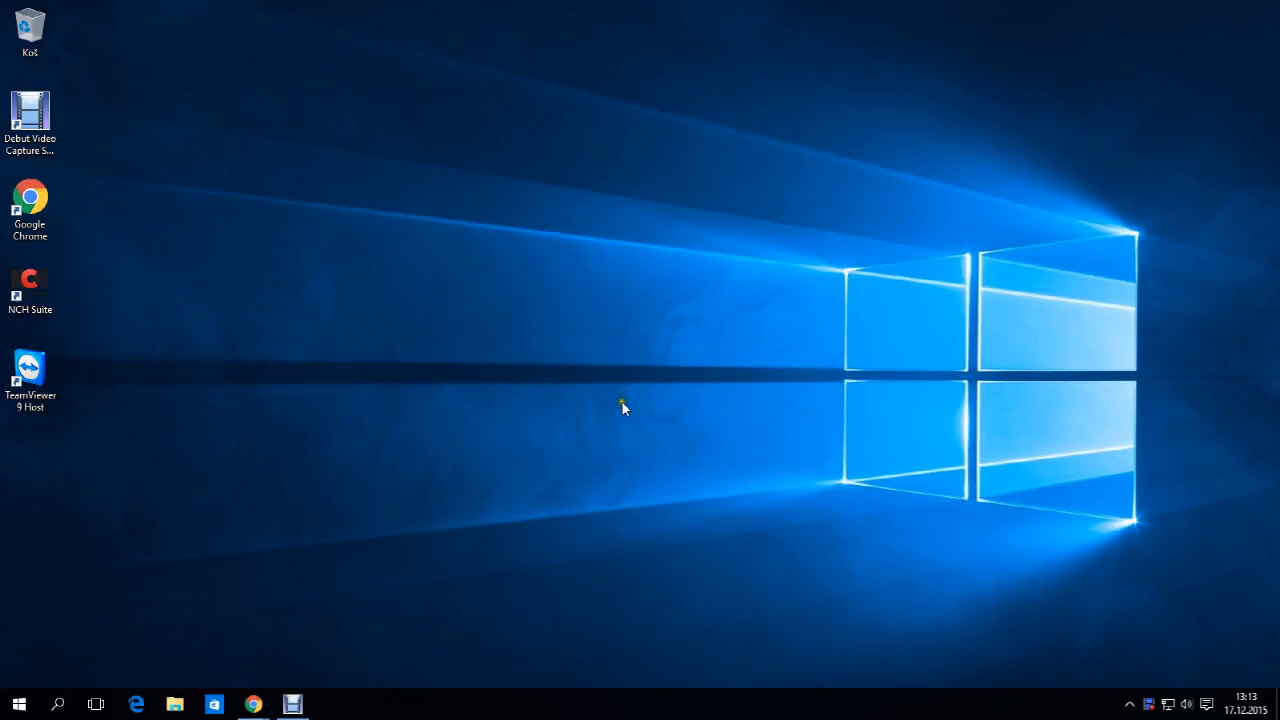 Koš
Debut Video
Capture S...
Google
Chrome
NCH Suite
TeamViewer
9 Host
13:13
17.12.2015